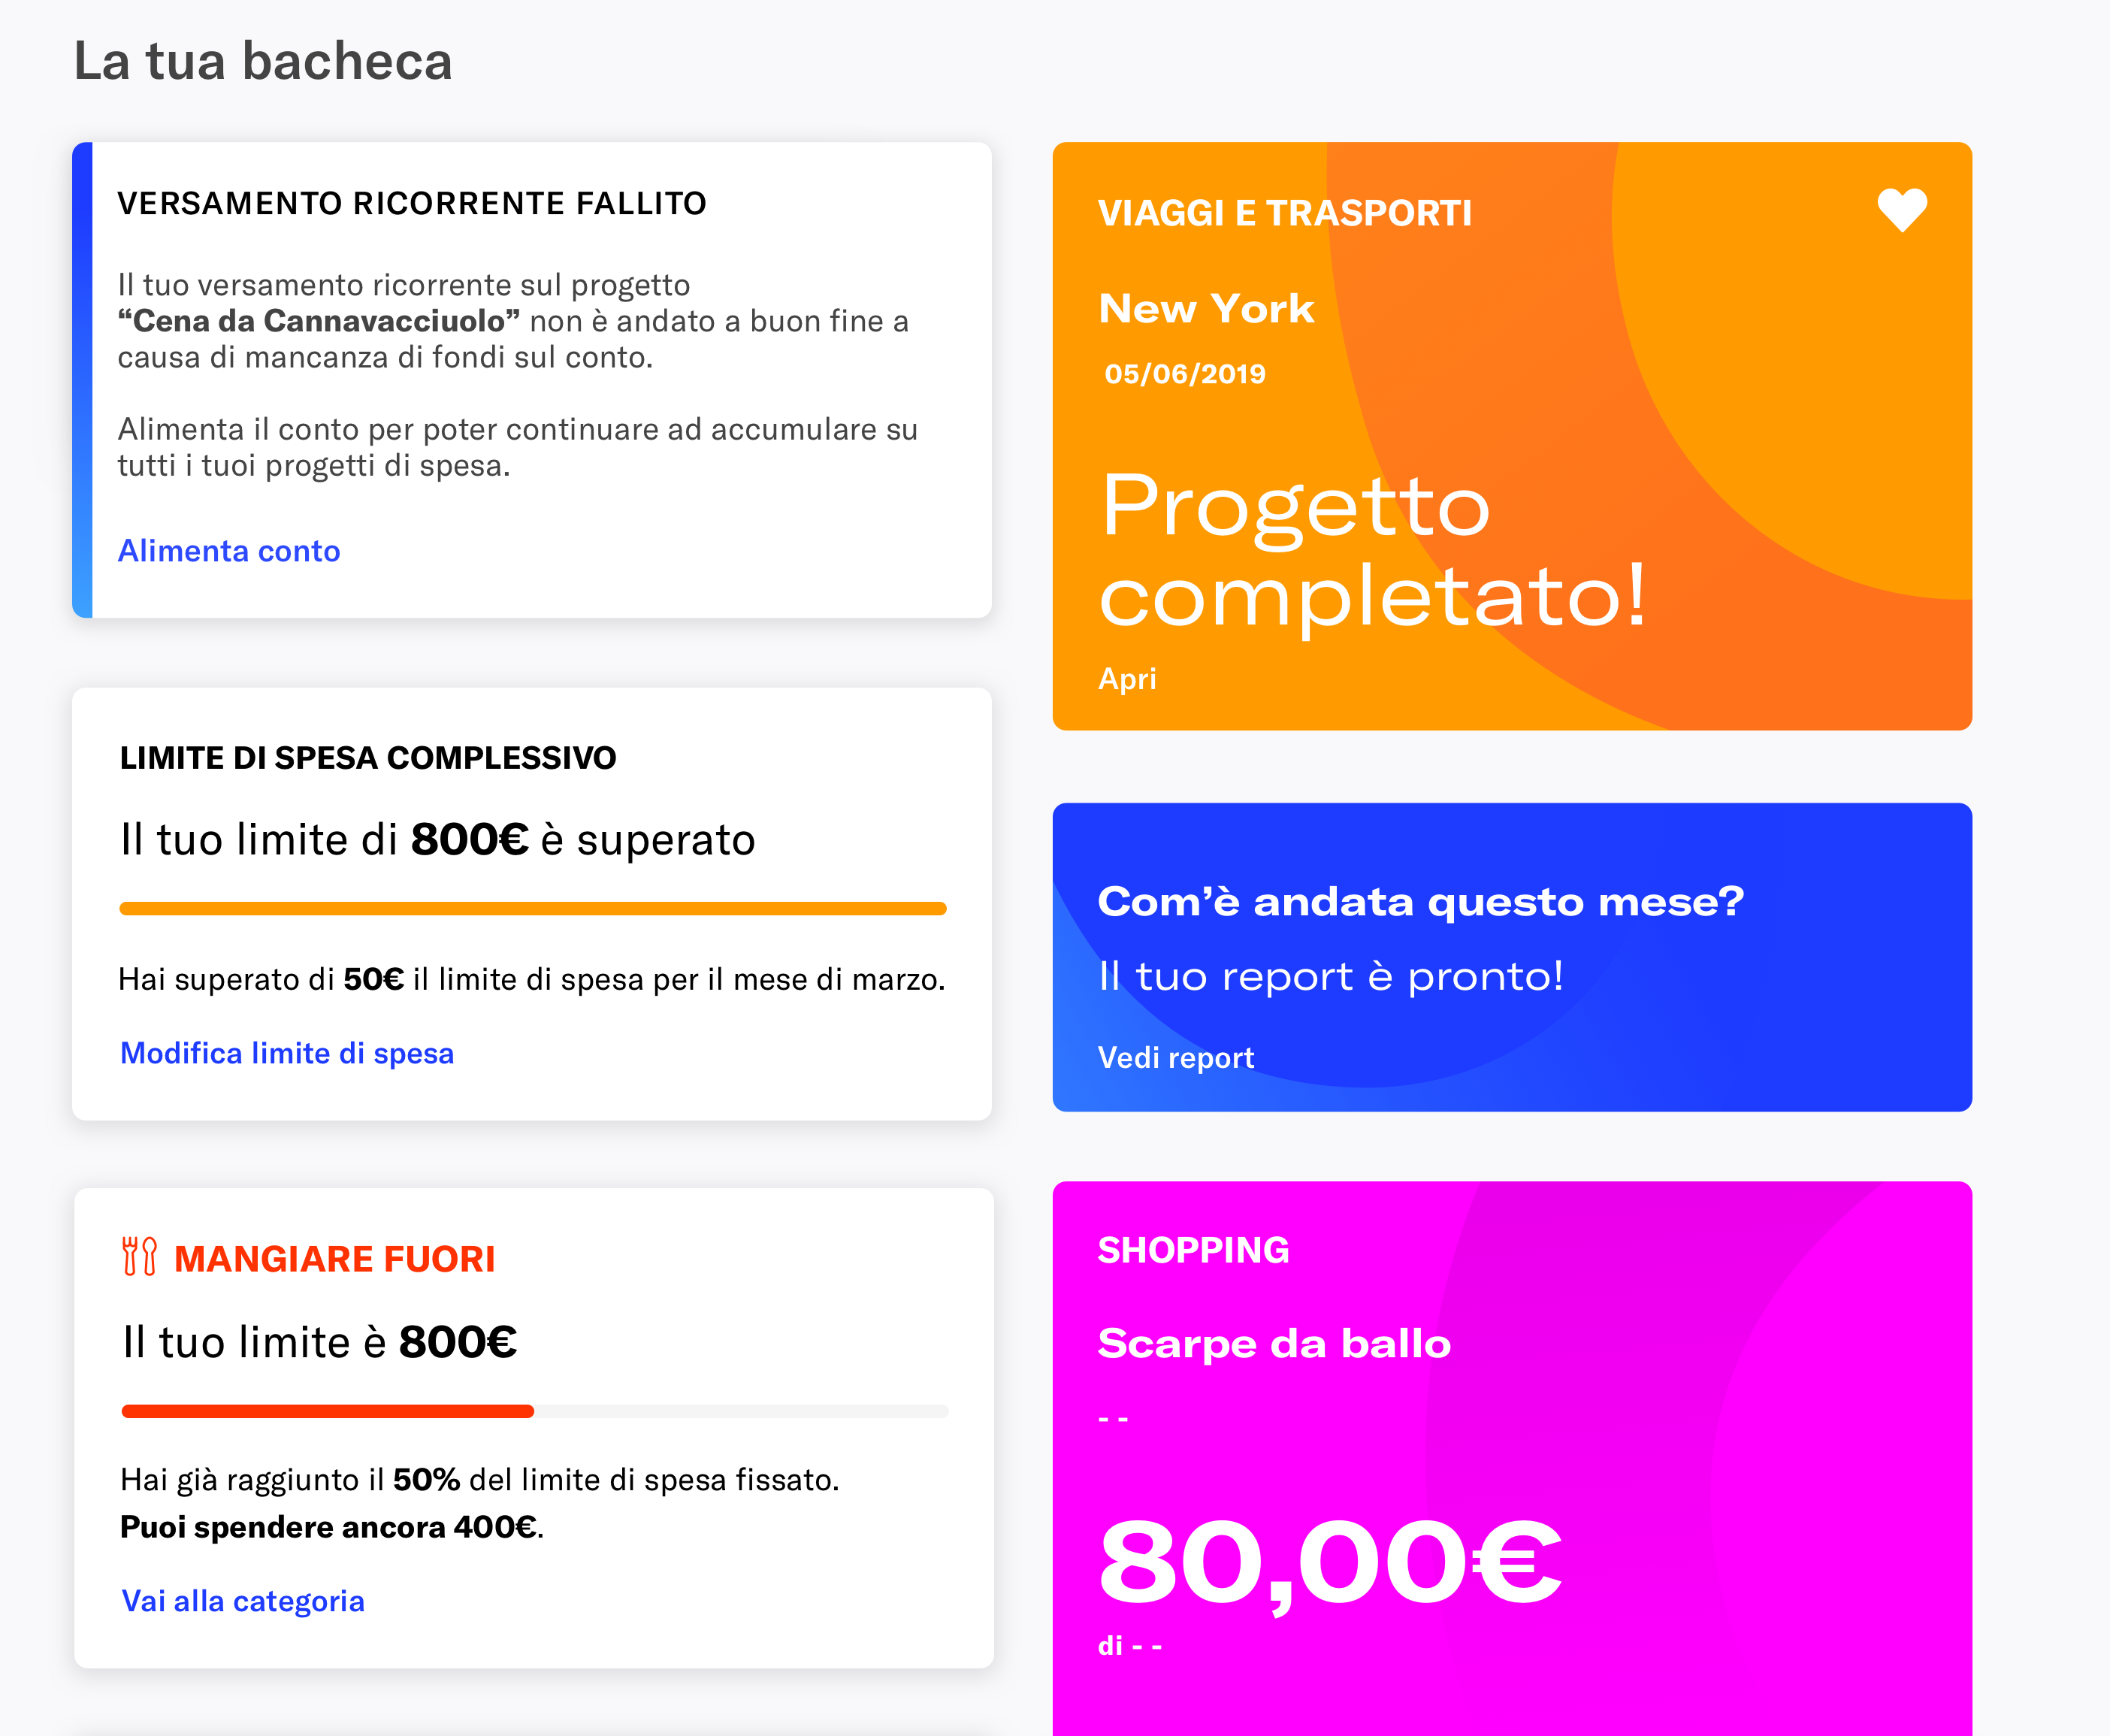 La tua bacheca
VERSAMENTO RICORRENTE FALLITO
Il tuo versamento ricorrente sul progetto
“Cena da Cannavacciuolo” non è andato a buon fine a
causa di mancanza di fondi sul conto.
Alimenta il conto per poter continuare ad accumulare su
tutti i tuoi progetti di spesa.
Alimenta conto
LIMITE DI SPESA COMPLESSIVO
Il tuo limite di 800€ è superato
Hai superato di 50€ il limite di spesa per il mese di marzo.
Modifica limite di spesa
MANGIARE FUORI
Il tuo limite è 800€
Hai già raggiunto il 50% del limite di spesa fissato.
Puoi spendere ancora 400€.
Vai alla categoria
VIAGGI E TRASPORTI
New York
05/06/2019
Progetto
completato!
Apri
Com’è andata questo mese?
Il tuo report è pronto!
Vedi report
SHOPPING
Scarpe da ballo
- -
80,00€
di - -